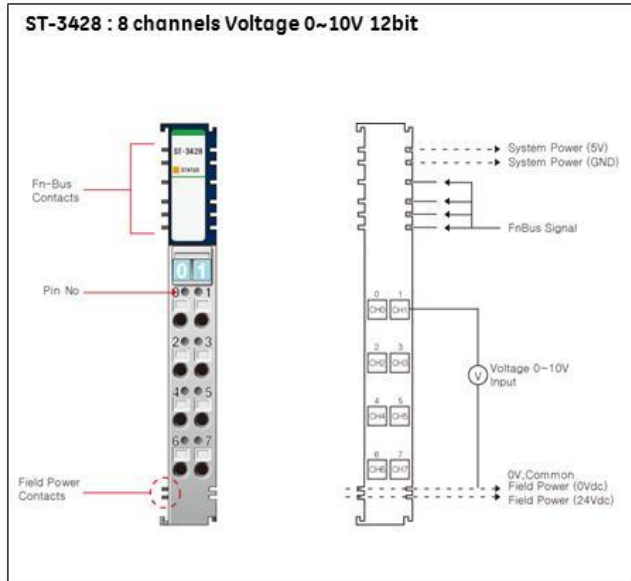 ST-3428 : 8 channels Voltage 0~10V 12bit
ST-3428
STATUS
Fn-Bus
Contacts
System Power (5V)
System Power (GND)
FnBus Signal
0 1
Pin No
0 1
2 3
4 5
6 7
Field Power
Contacts
0 1
CH0 CH1
2 3
CH2 CH3
4 5
CH4 CH5
6 7
CH6 CH7
V
Voltage 0~10V
Input
0V,Common
Field Power (0Vdc)
Field Power (24Vdc)